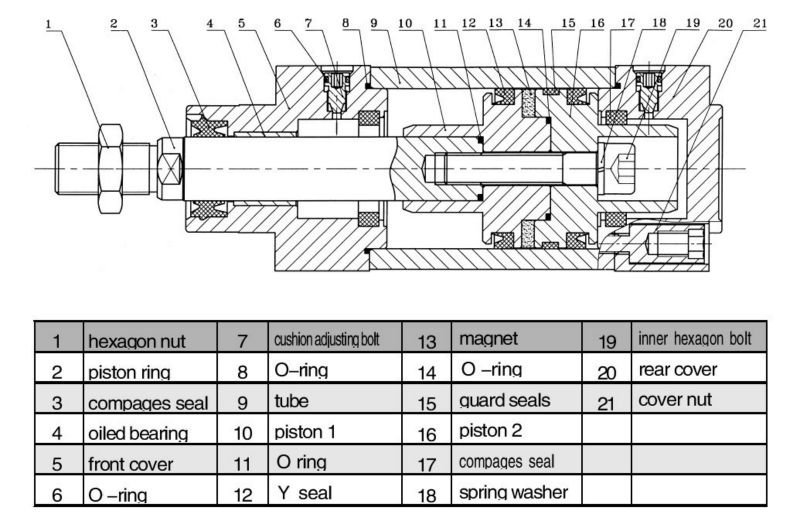 1 2 3 4 5 6 7 8 9 10 12 13 14 15 16 17 18 19 20 21
1 hexagon nut 7 cushion adjusting bolt 13 magnet 19 inner hexagon bolt
2 piston ring 8 O-ring 14 O -ring 20 rear cover
3 compages seal 9 tube 15 guard seals 21 cover nut
4 oiled bearing 10 piston 1 16 piston 2
5 front cover 11 O ring 17 compages seal
6 O -ring 12 Y seal 18 spring washer